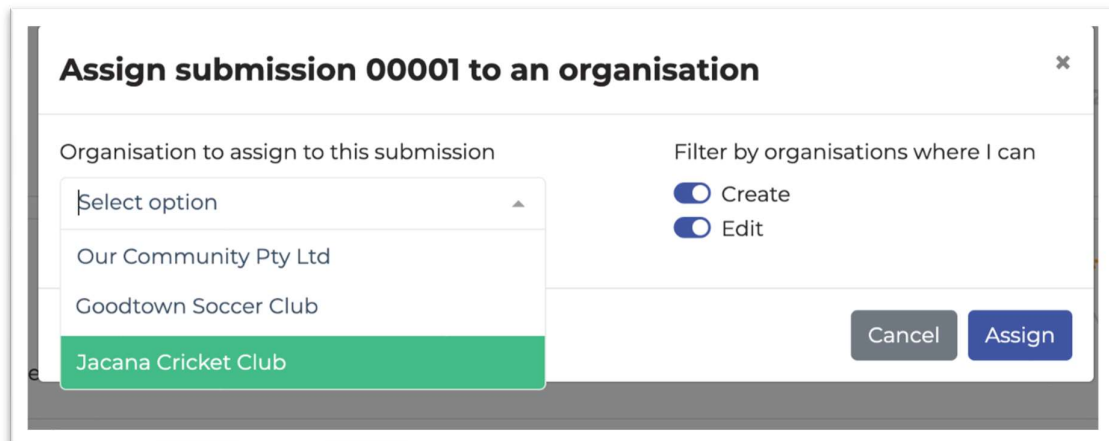 Assign submission 00001 to an organisation
×
Organisation to assign to this submission
Select option
Our Community Pty Ltd
Goodtown Soccer Club
Jacana Cricket Club
Filter by organisations where I can
Create
Edit
Cancel
Assign
e